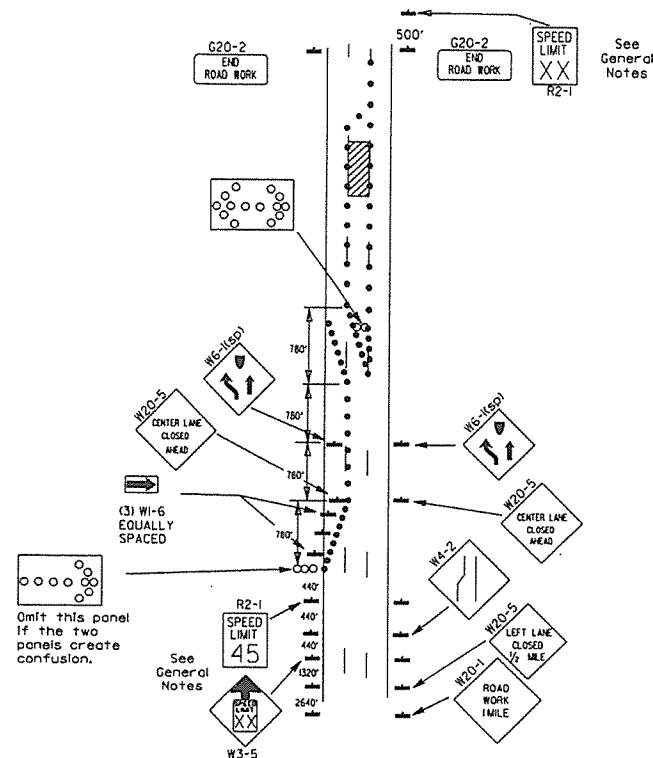 500'
SPEED
LIMIT
XX
R2-1
See
General
Notes
G20-2
END
ROAD WORK
G20-2
END
ROAD WORK
780'
W6-1(sp)
780'
W20-5
CENTER LANE
CLOSED
AHEAD
W6-1(sp)
780'
W20-5
CENTER LANE
CLOSED
AHEAD
(3) W1-6
EQUALLY
SPACED
780'
W4-2
Omit this panel
if the two
panels create
confusion.
440'
R2-1
SPEED
LIMIT
45
440'
W20-5
LEFT LANE
CLOSED
1/2 MILE
440'
See
General
Notes
1320'
W20-1
ROAD
WORK
1 MILE
2640'
SPEED
LIMIT
XX
W3-5